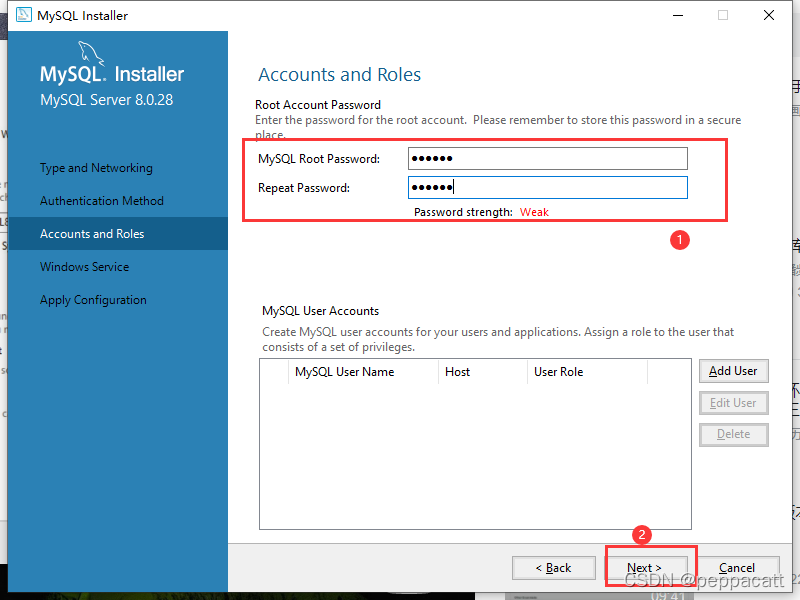 MySQL Installer
MySQL. Installer
MySQL Server 8.0.28
Type and Networking
Authentication Method
Accounts and Roles
Windows Service
Apply Configuration
Accounts and Roles
Root Account Password
Enter the password for the root account. Please remember to store this password in a secure
place.
MySQL Root Password: ●●●●●●
Repeat Password: ●●●●●●
Password strength: Weak
1
MySQL User Accounts
Create MySQL user accounts for your users and applications. Assign a role to the user that
consists of a set of privileges.
MySQL User Name Host User Role
Add User
Edit User
Delete
2
< Back Next > Cancel
CSDN @peppacatt
09:41